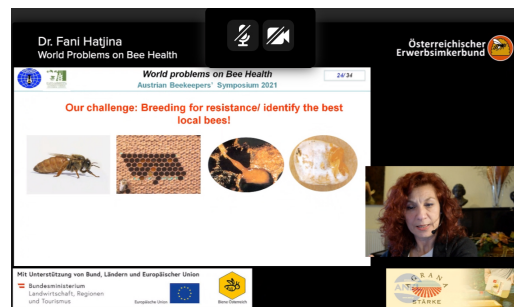 Dr. Fani Hatjina
World Problems on Bee Health
Österreichischer
Erwerbsimkerbund
World problems on Bee Health
Austrian Beekeepers' Symposium 2021
24/34
Our challenge: Breeding for resistance/ identify the best
local bees!
Mit Unterstützung von Bund, Ländern und Europäischer Union
Bundesministerium
Landwirtschaft, Regionen
und Tourismus
Europäische Union
Biene Österreich
GRANA
STÄRKE